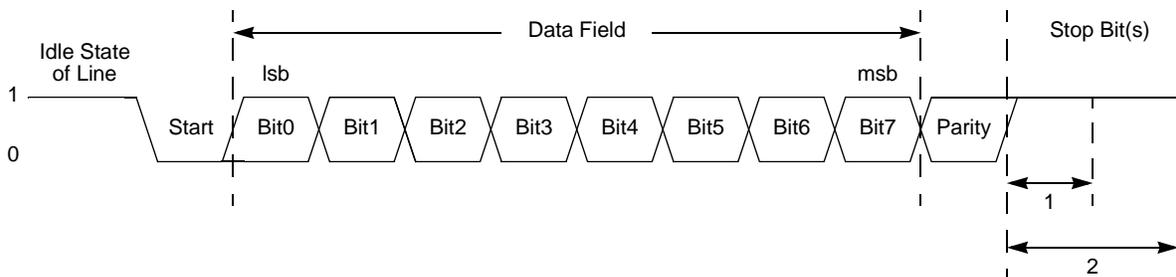 Data Field
Stop Bit(s)
Idle State
of Line
lsb
msb
1
Start
Bit0
Bit1
Bit2
Bit3
Bit4
Bit5
Bit6
Bit7
Parity
0
1
2